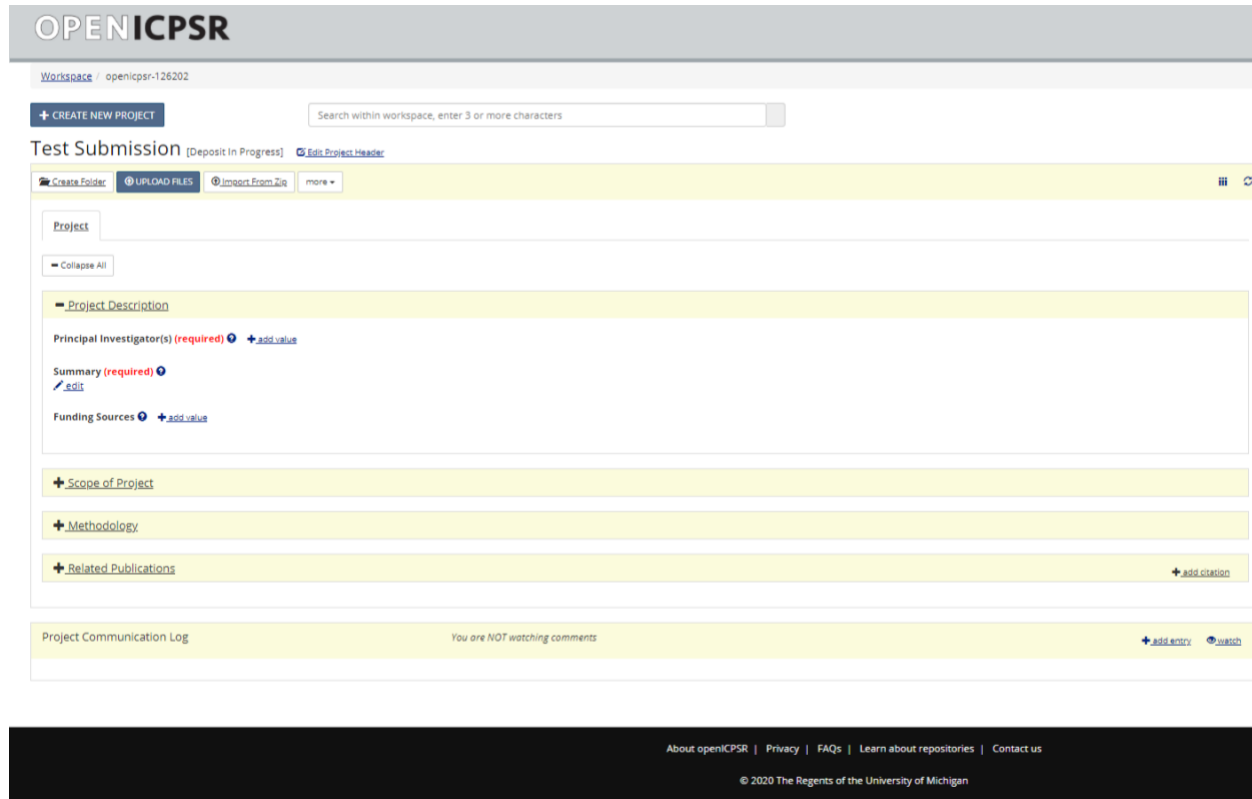 OPENICPSR
Workspace / openicpsr-126202
CREATE NEW PROJECT Search within workspace, enter 3 or more characters
Test Submission [Deposit In Progress] Edit Project Header
Create Folder UPLOAD FILES Import From Zip more
Project
Collapse All
Project Description
Principal Investigator(s) (required) add value
Summary (required)
edit
Funding Sources add value
Scope of Project
Methodology
Related Publications add citation
Project Communication Log You are NOT watching comments add entry watch
About openICPSR | Privacy | FAQs | Learn about repositories | Contact us
© 2020 The Regents of the University of Michigan